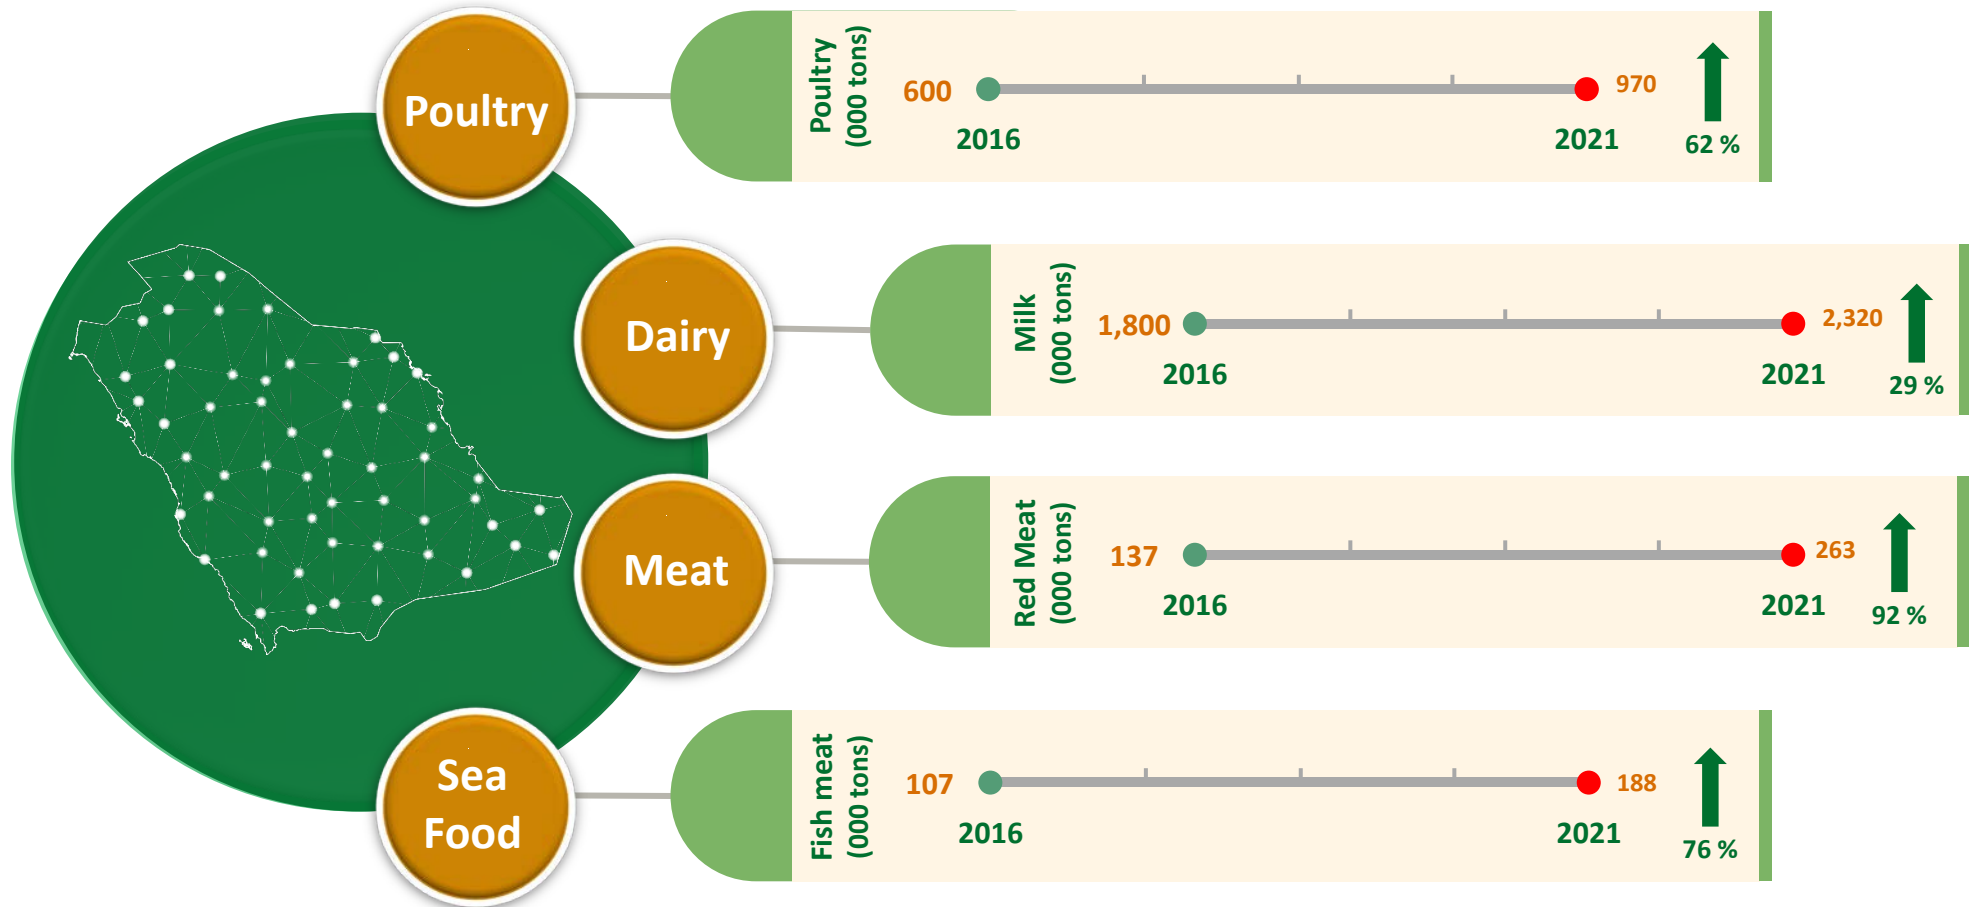 Poultry
Poultry
(000 tons)
600
970
2016
2021
62 %
Dairy
Milk
(000 tons)
1,800
2,320
2016
2021
29 %
Meat
Red Meat
(000 tons)
137
263
2016
2021
92 %
Sea
Food
Fish meat
(000 tons)
107
188
2016
2021
76 %